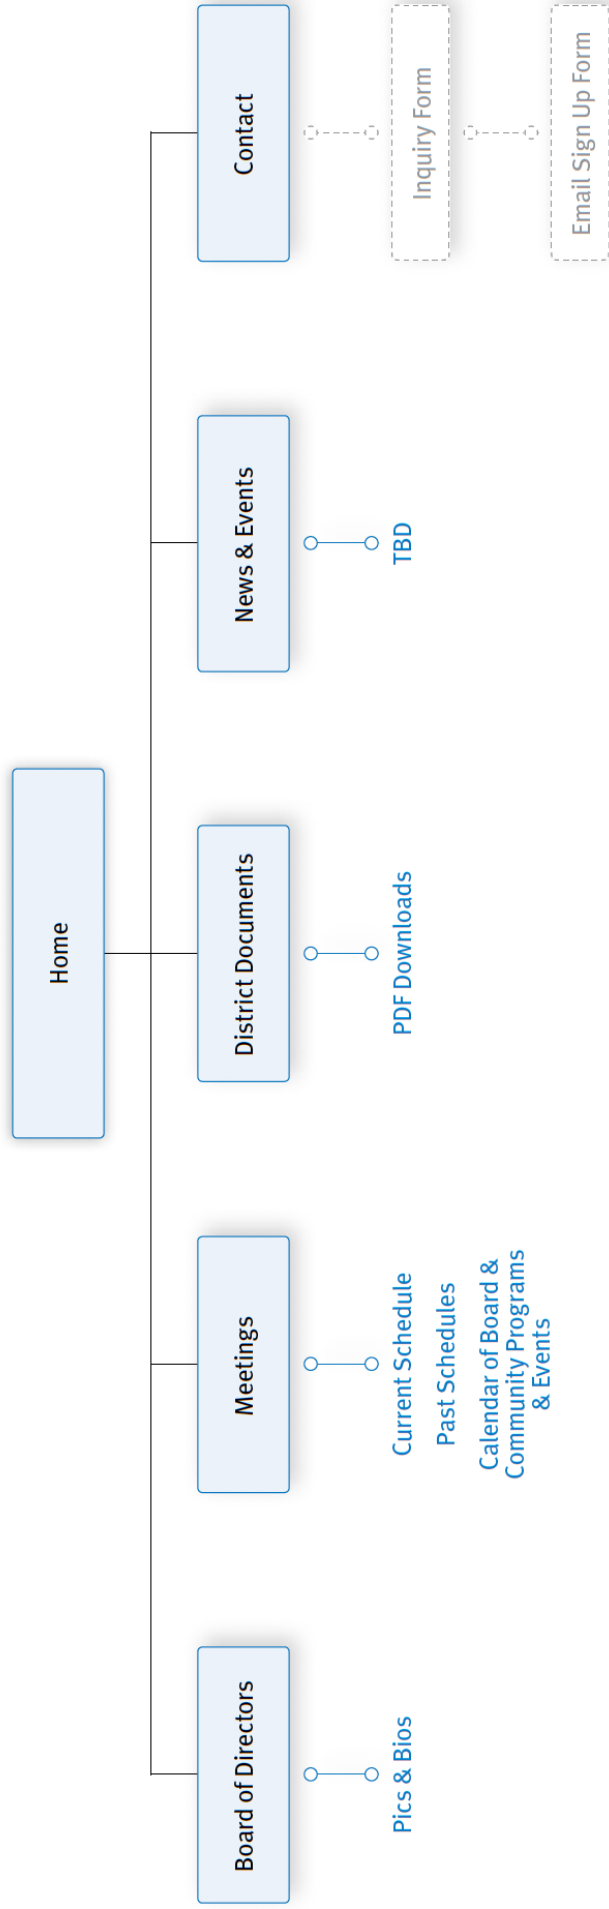 Home
Board of Directors
Meetings
District Documents
News & Events
Contact
Pics & Bios
Current Schedule
Past Schedules
Calendar of Board &
Community Programs
& Events
PDF Downloads
TBD
Inquiry Form
Email Sign Up Form